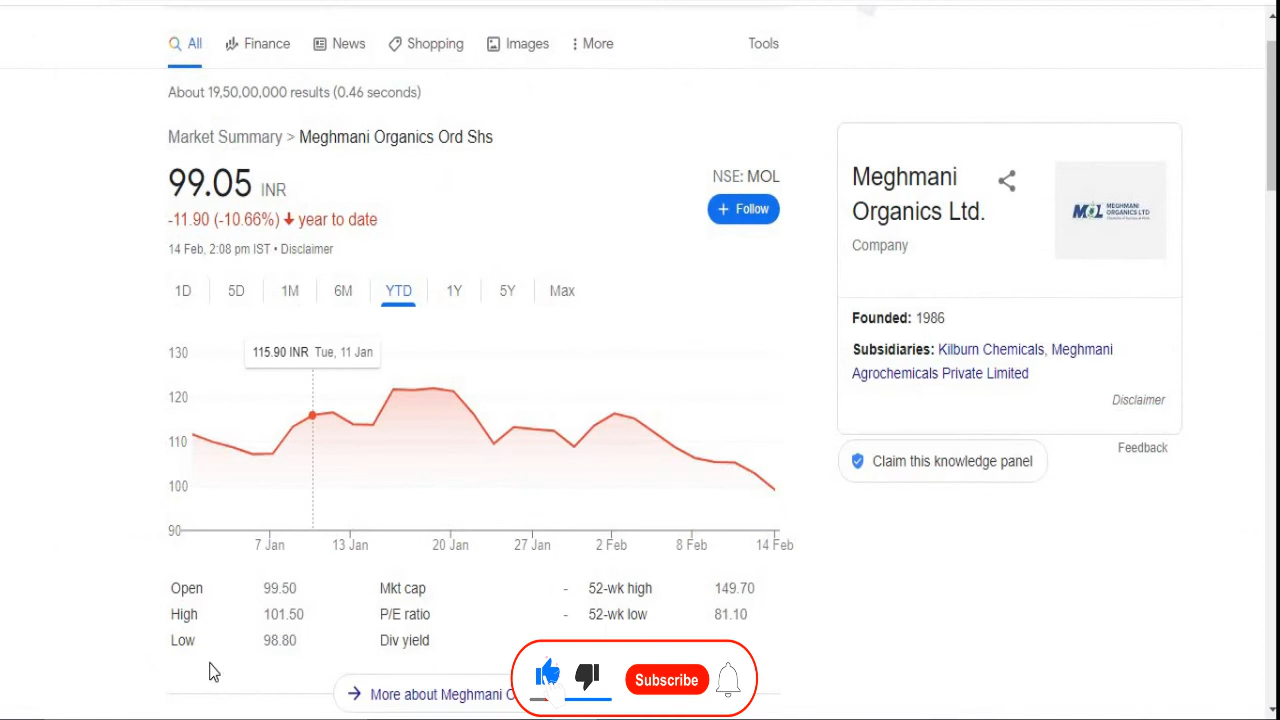 All Finance News Shopping Images More Tools
About 19,50,00,000 results (0.46 seconds)
Market Summary > Meghmani Organics Ord Shs
99.05 INR
NSE: MOL
+ Follow
-11.90 (-10.66%) year to date
14 Feb, 2:08 pm IST • Disclaimer
1D 5D 1M 6M YTD 1Y 5Y Max
115.90 INR Tue, 11 Jan
130
120
110
100
90
7 Jan 13 Jan 20 Jan 27 Jan 2 Feb 8 Feb 14 Feb
Open 99.50 Mkt cap - 52-wk high 149.70
High 101.50 P/E ratio - 52-wk low 81.10
Low 98.80 Div yield
More about Meghmani O
Subscribe
Meghmani
Organics Ltd.
Company
MOL MEGHMANI
ORGANICS LTD
Founded: 1986
Subsidiaries: Kilburn Chemicals, Meghmani
Agrochemicals Private Limited
Disclaimer
Feedback
Claim this knowledge panel